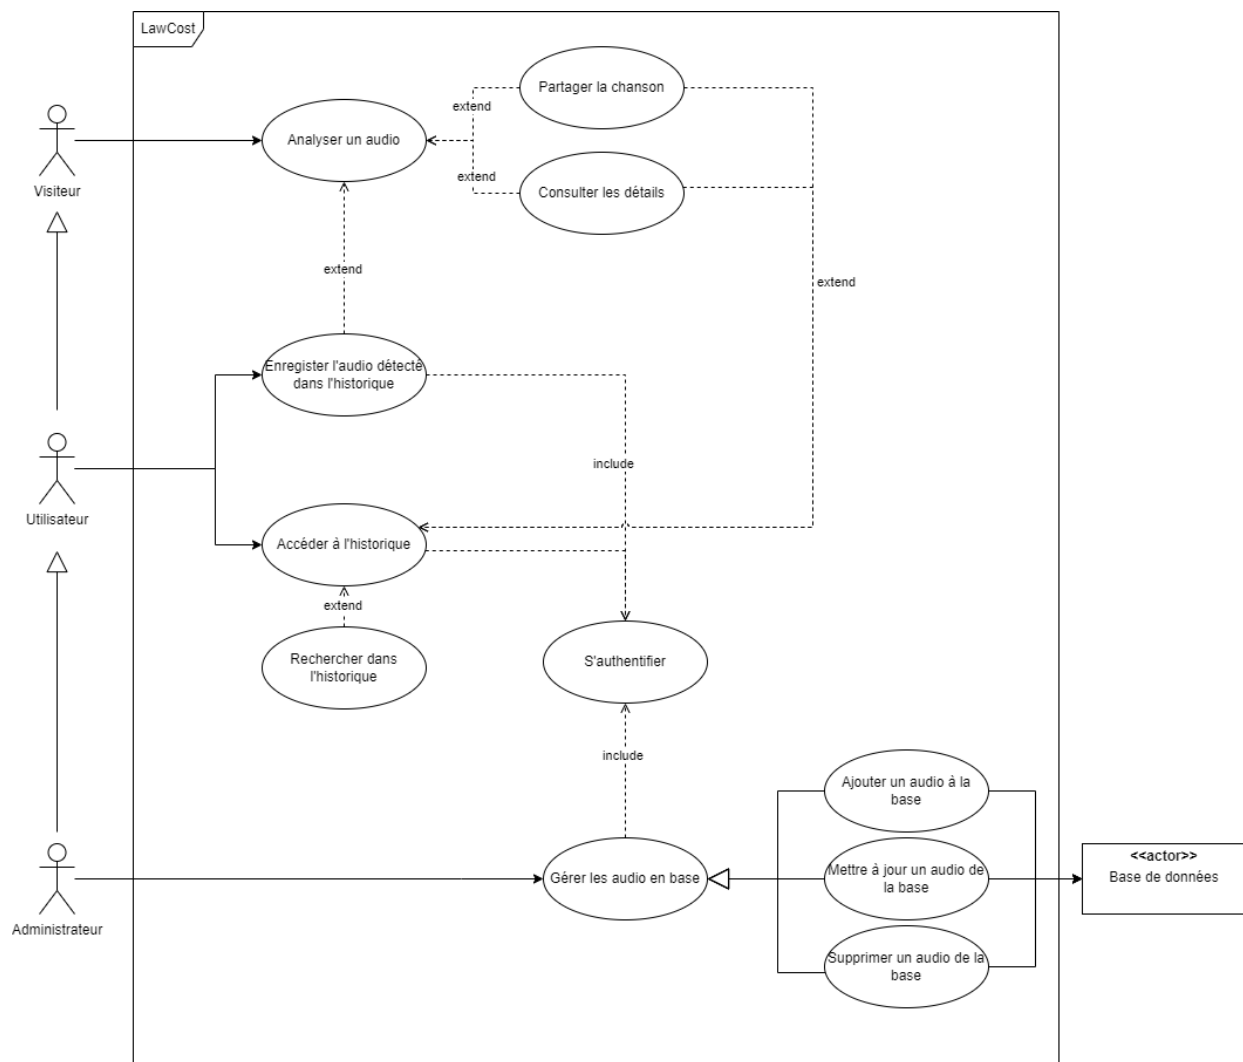 LawCost
Partager la chanson
extend
Analyser un audio
extend
Consulter les détails
Visiteur
extend
extend
Enregister l'audio détecté
dans l'historique
include
Utilisateur
Accéder à l'historique
extend
Rechercher dans
l'historique
S'authentifier
include
Ajouter un audio à la
base
Mettre à jour un audio de
la base
Gérer les audio en base
<<actor>>
Base de données
Administrateur
Supprimer un audio de la
base